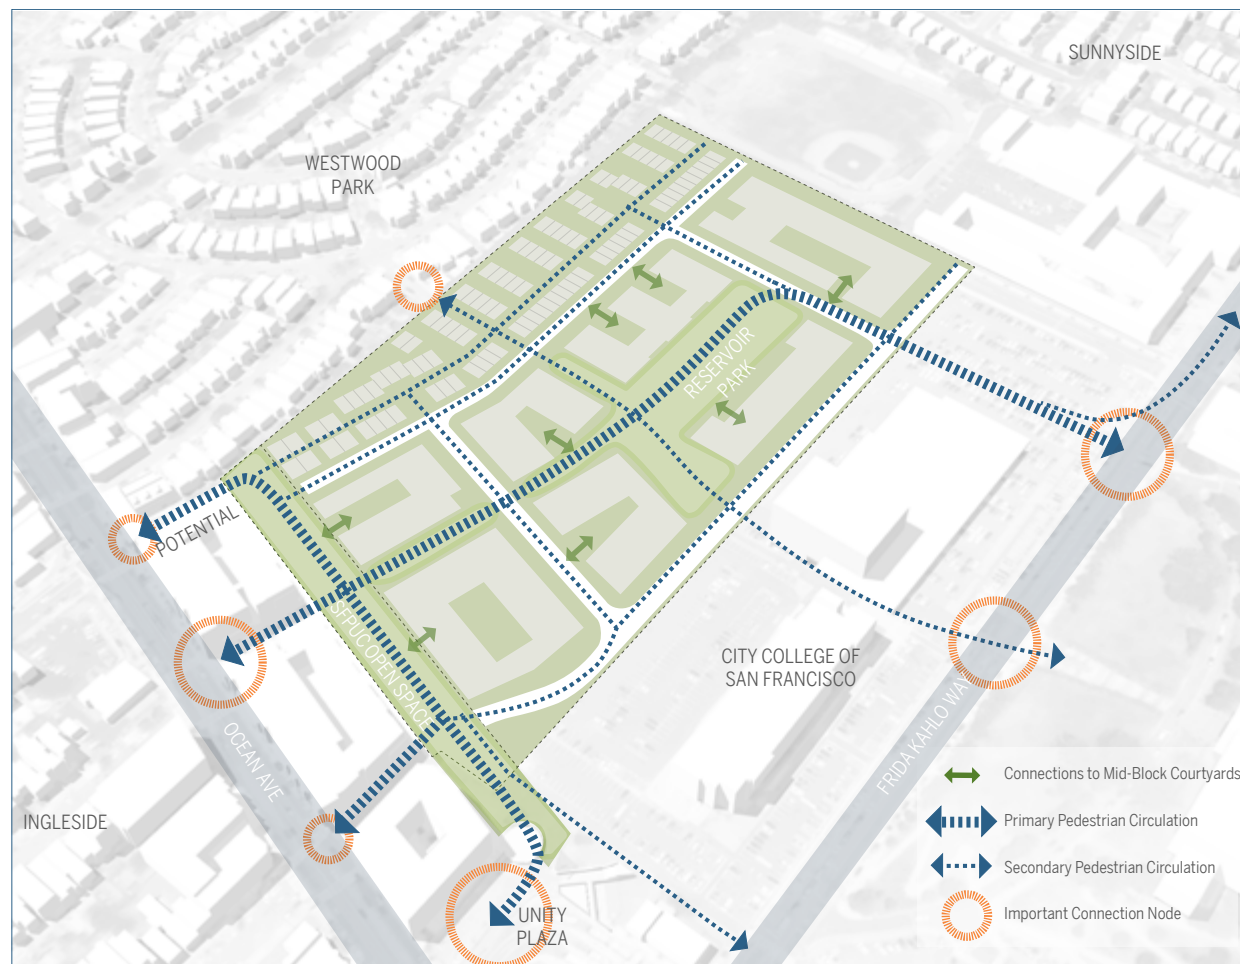 SUNNYSIDE
WESTWOOD
PARK
RESERVOIR
PARK
POTENTIAL
SFPUC OPEN SPACE
CITY COLLEGE OF
SAN FRANCISCO
OCEAN AVE
FRIDA KAHLO WAY
INGLESIDE
UNITY
PLAZA
Connections to Mid-Block Courtyards
Primary Pedestrian Circulation
Secondary Pedestrian Circulation
Important Connection Node